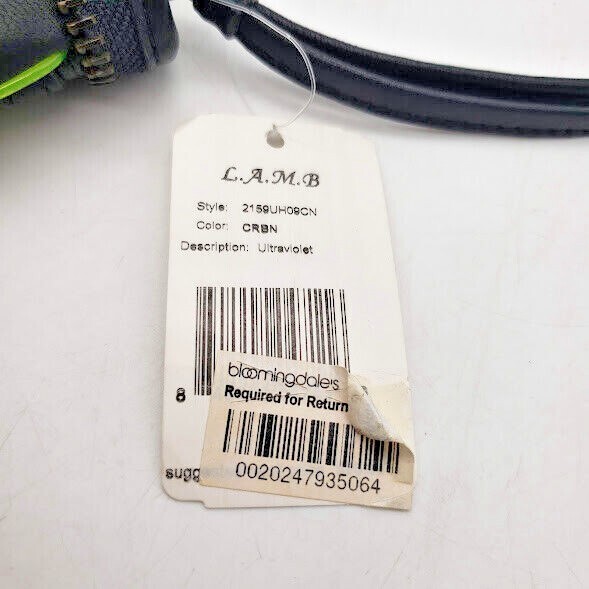 L.A.M.B
Style: 2159UH09CN
Color: CRBN
Description: Ultraviolet
8
bloomingdale's
Required for Return
0020247935064